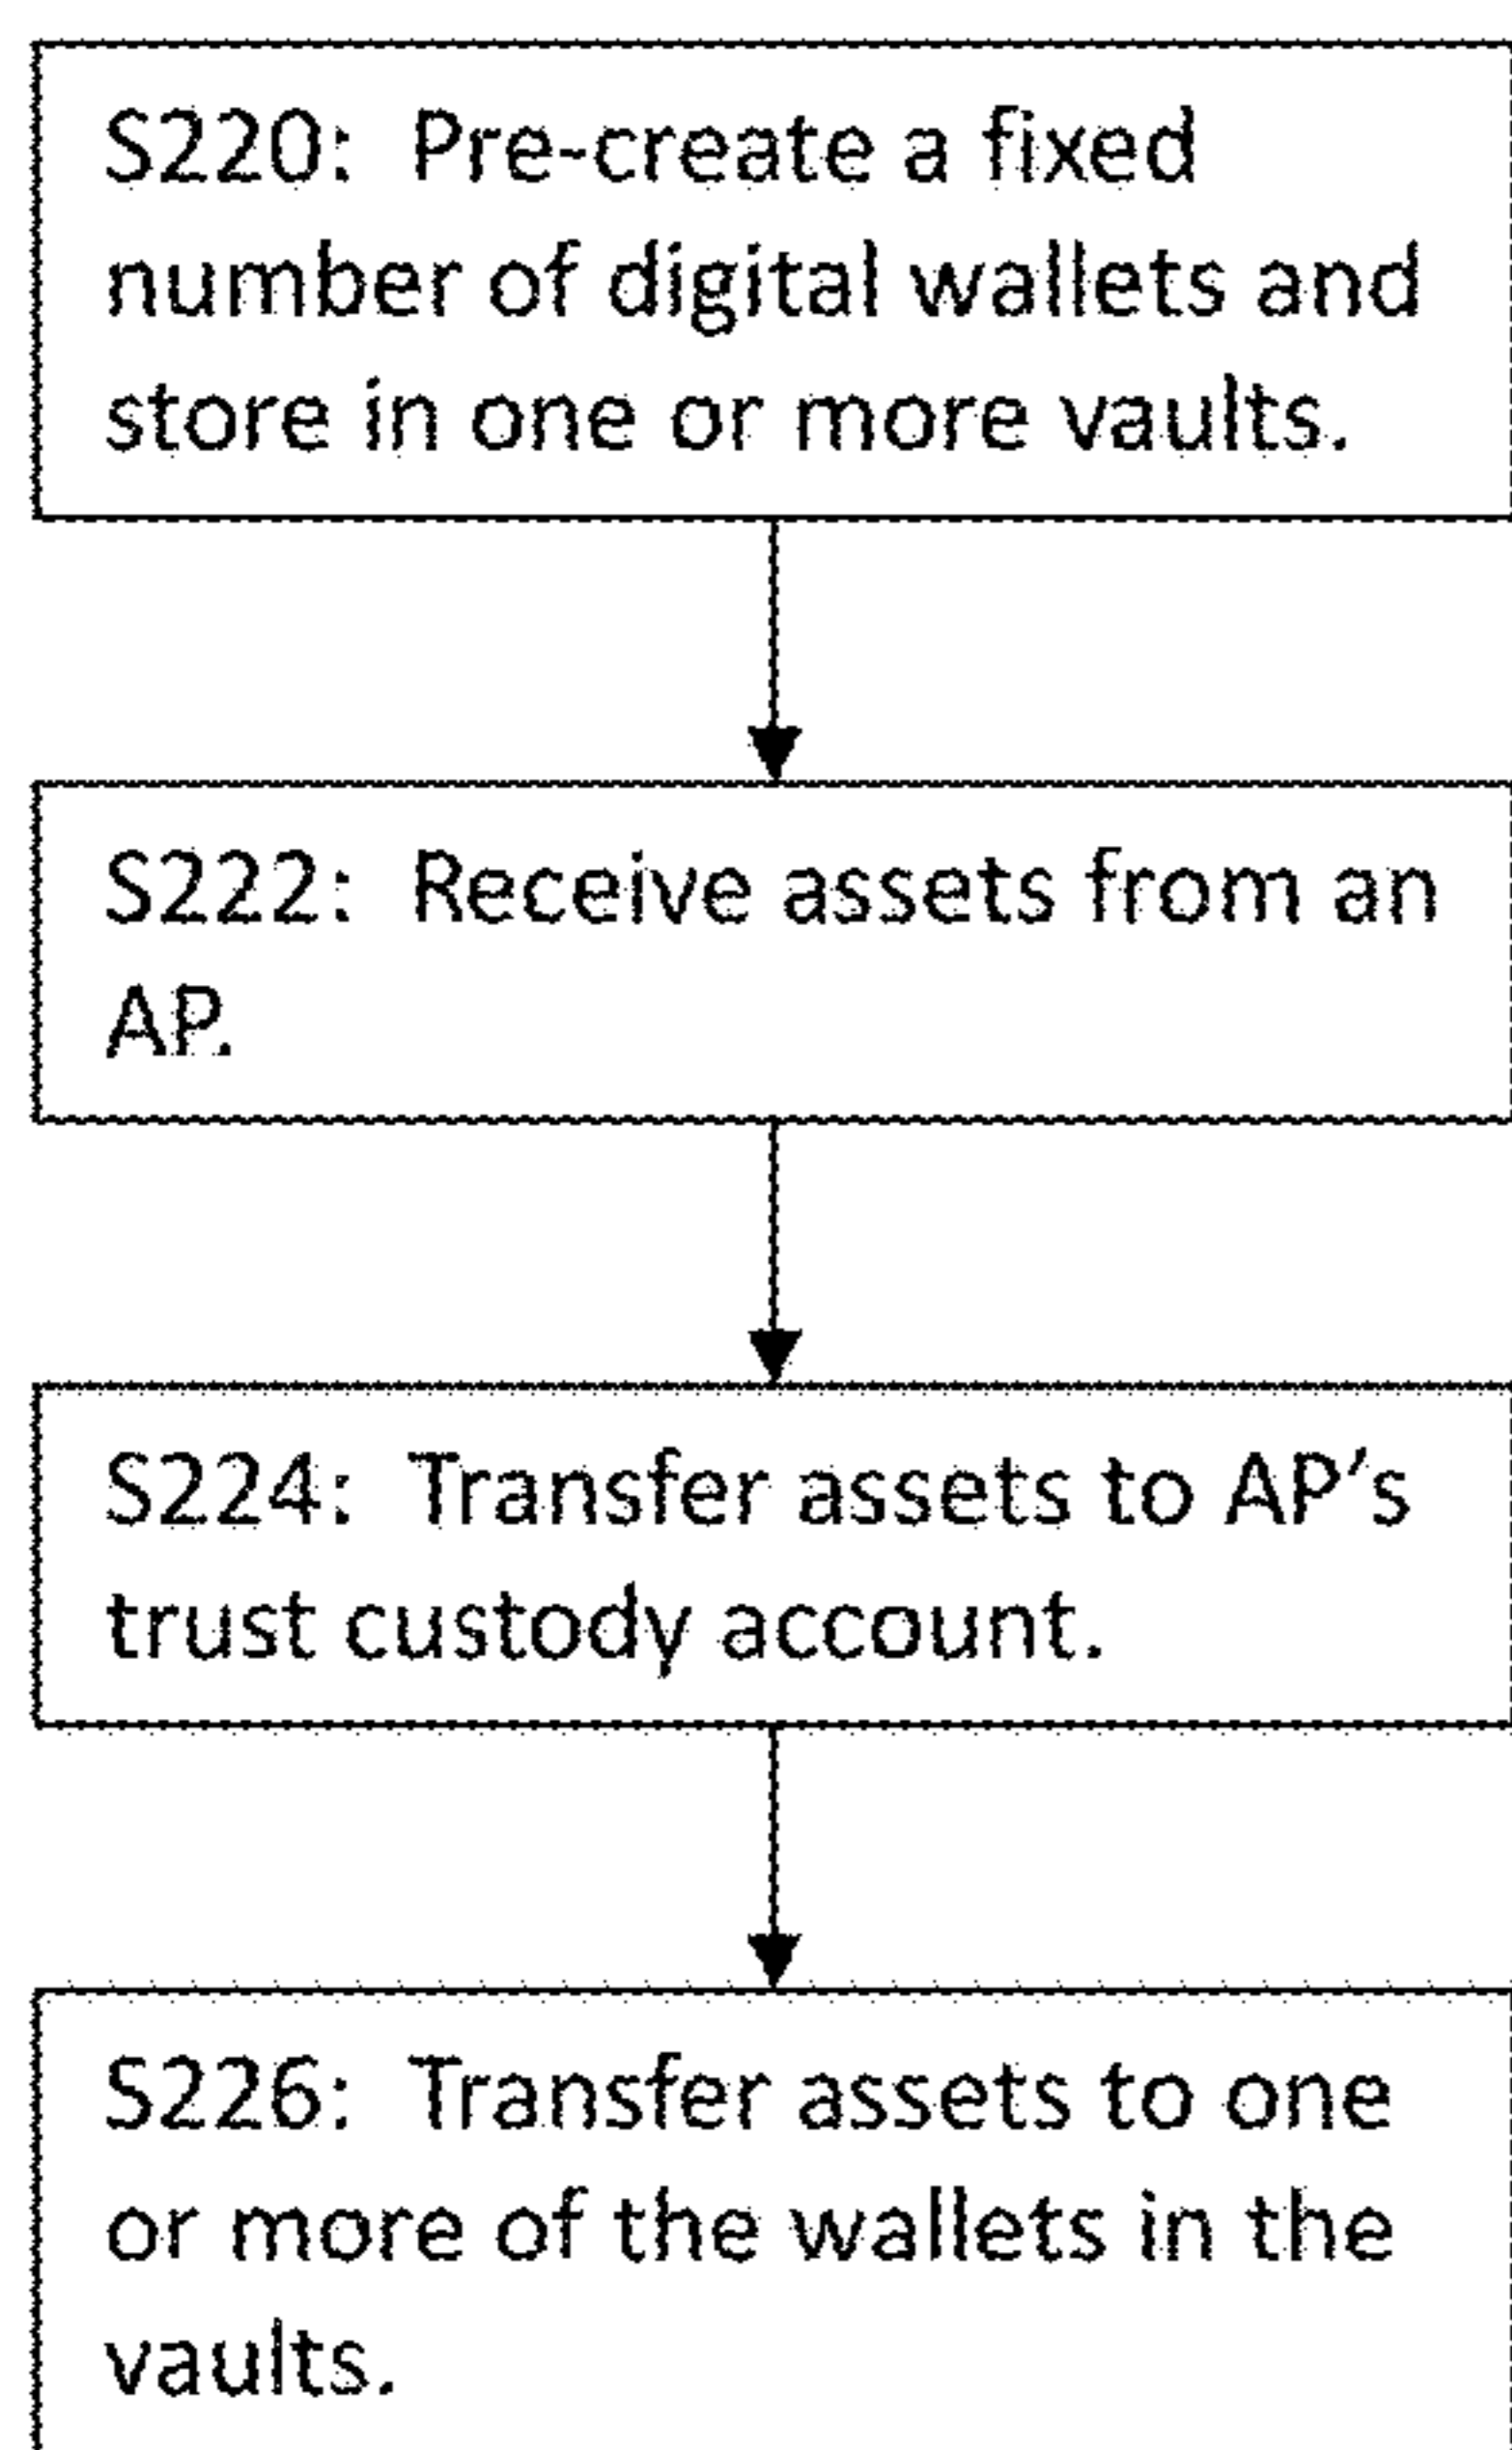 S220:  Pre-create a fixed
number of digital wallets and
store in one or more vaults.
S222:  Receive assets from an
AP.
S224:  Transfer assets to AP's
trust custody account.
S226:  Transfer assets to one
or more of the wallets in the
vaults.